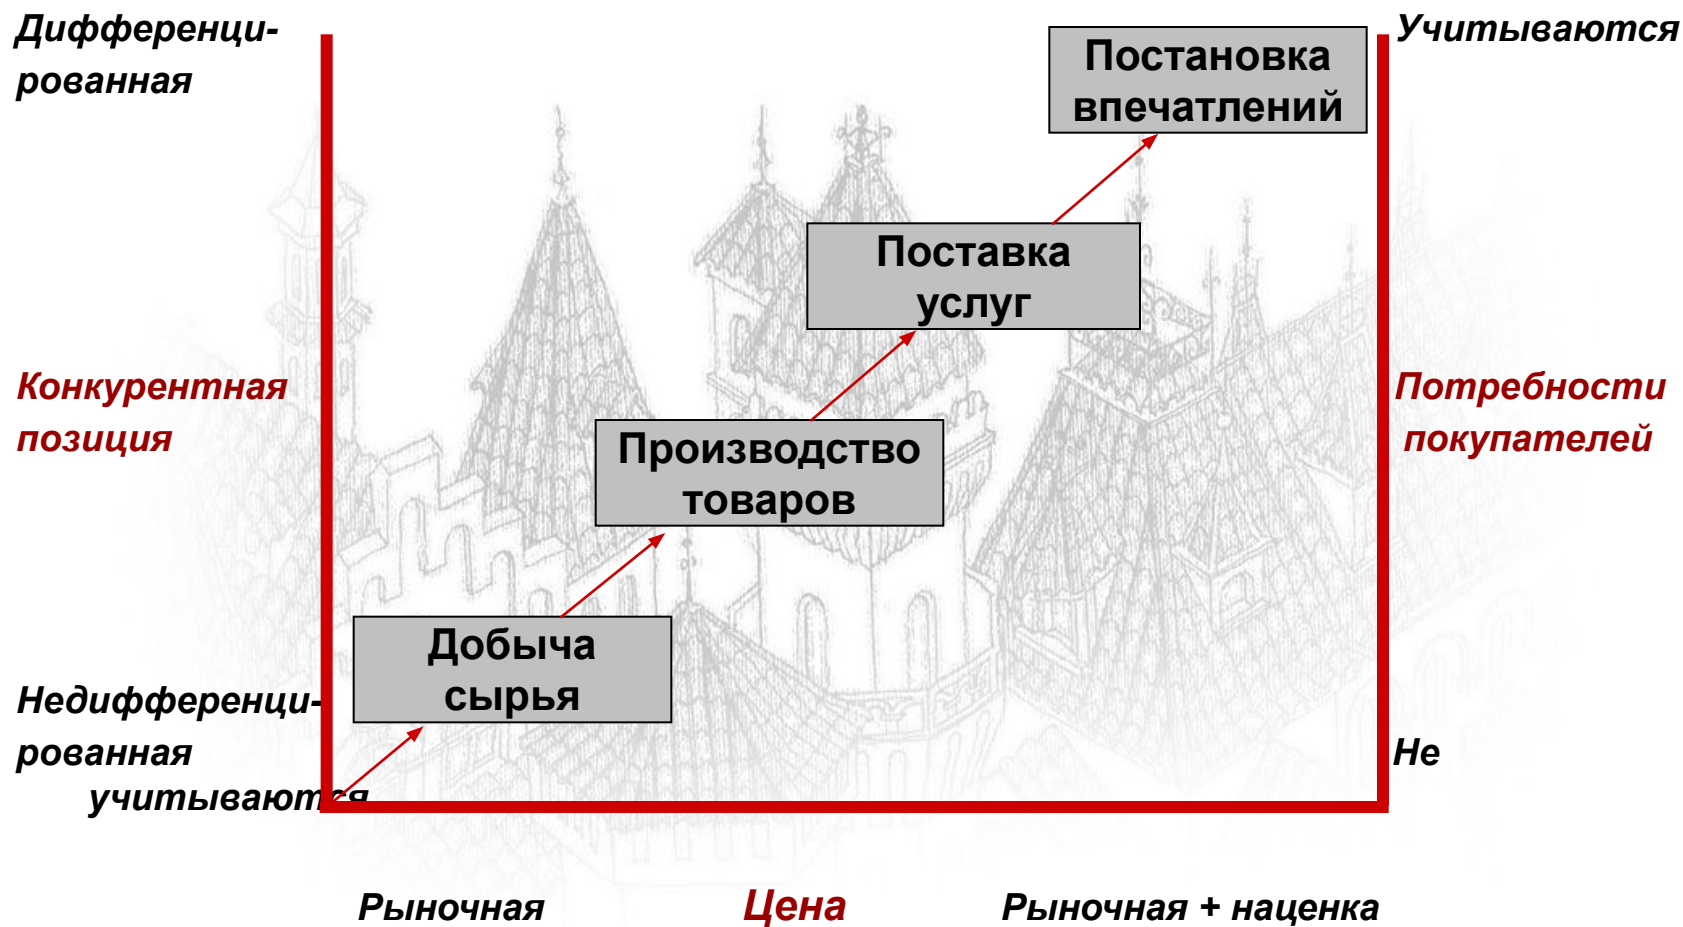 Дифференци-
рованная
Учитываются
Постановка
впечатлений
Поставка
услуг
Конкурентная
позиция
Потребности
покупателей
Производство
товаров
Добыча
сырья
Недифференци-
рованная
Не
учитываются
Рыночная
Цена
Рыночная + наценка